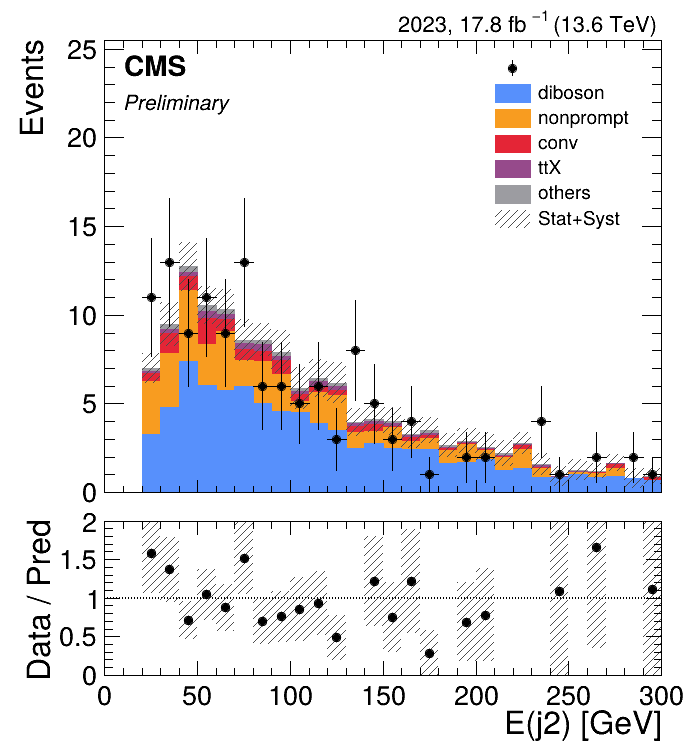 2023, 17.8 fb⁻¹ (13.6 TeV)
Events
25
20
15
10
5
0
CMS
Preliminary
diboson
nonprompt
conv
ttX
others
Stat+Syst
Data / Pred
2
1.5
1
0.5
0
0 50 100 150 200 250 300
E(j2) [GeV]